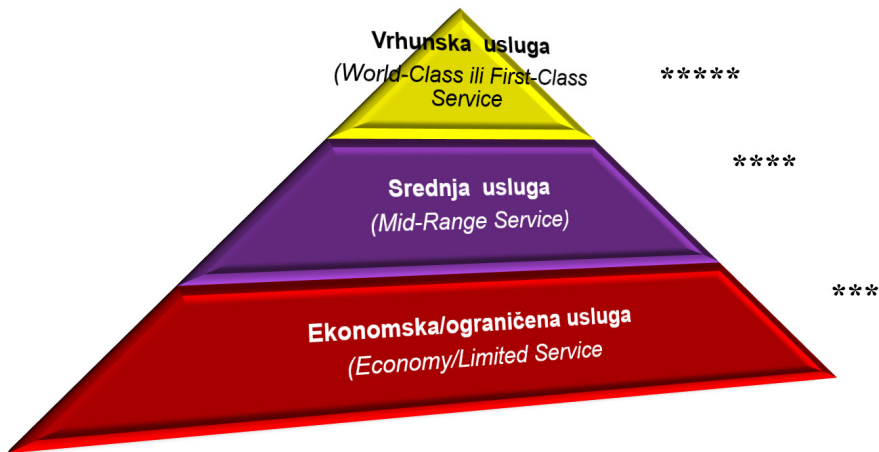 Vrhunska usluga
(World-Class ili First-Class
Service
*****
****
Srednja usluga
(Mid-Range Service)
***
Ekonomska/ograničena usluga
(Economy/Limited Service